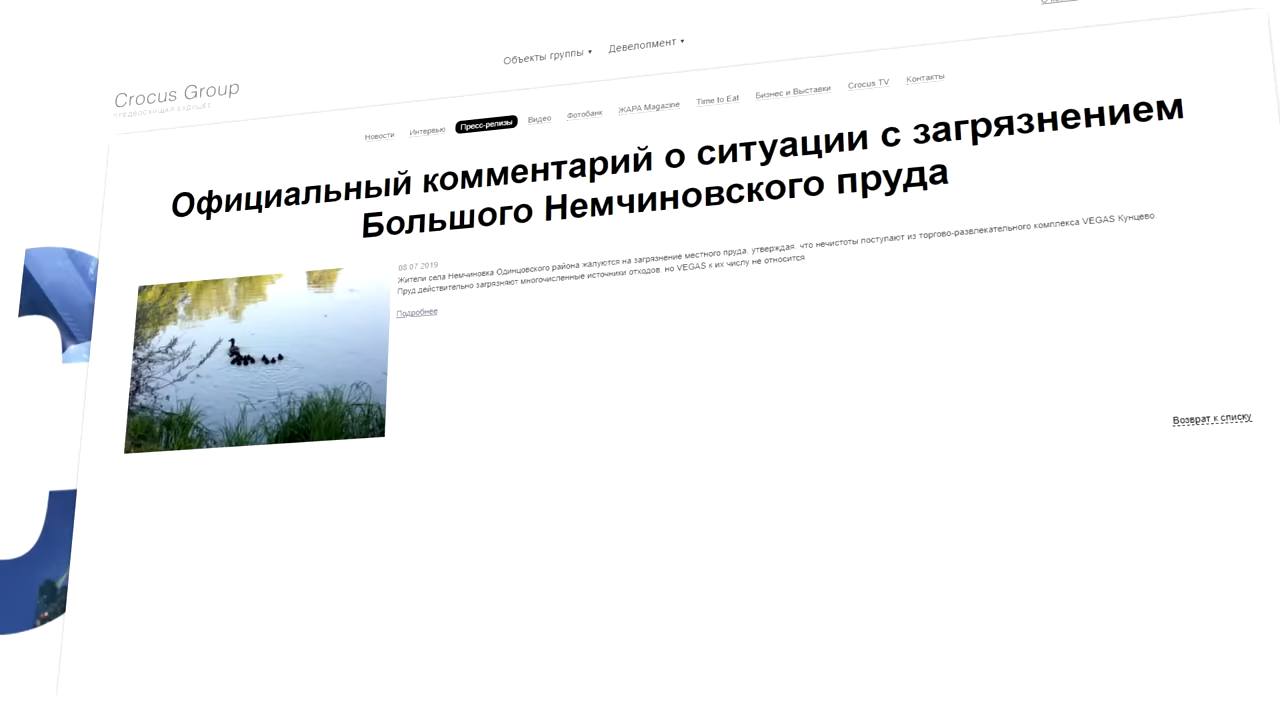 Объекты группы ▾ Девелопмент ▾
Crocus Group
ПРЕДВОСХИЩАЯ БУДУЩЕЕ
Новости Интервью Пресс-релизы Видео Фотобанк ЖАРА Magazine Time to Eat Бизнес и Выставки Crocus TV Контакты
Официальный комментарий о ситуации с загрязнением
Большого Немчиновского пруда
08.07.2019
Жители села Немчиновка Одинцовского района жалуются на загрязнение местного пруда, утверждая, что нечистоты поступают из торгово-развлекательного комплекса VEGAS Кунцево.
Пруд действительно загрязняют многочисленные источники отходов, но VEGAS к их числу не относится.
Подробнее
Возврат к списку